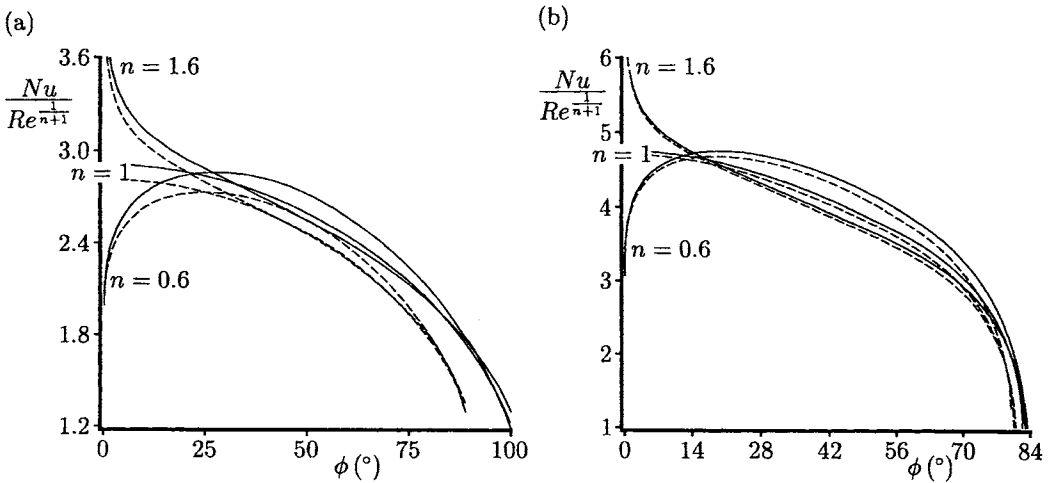 (a)
3.6
3.0
2.4
1.8
1.2
Nu
Re^{\frac{1}{n+1}}
n = 1.6
n = 1
n = 0.6
0 25 50 75 100
ϕ (°)
(b)
6
5
4
3
2
1
Nu
Re^{\frac{1}{n+1}}
n = 1.6
n = 1
n = 0.6
0 14 28 42 56 70 84
ϕ (°)